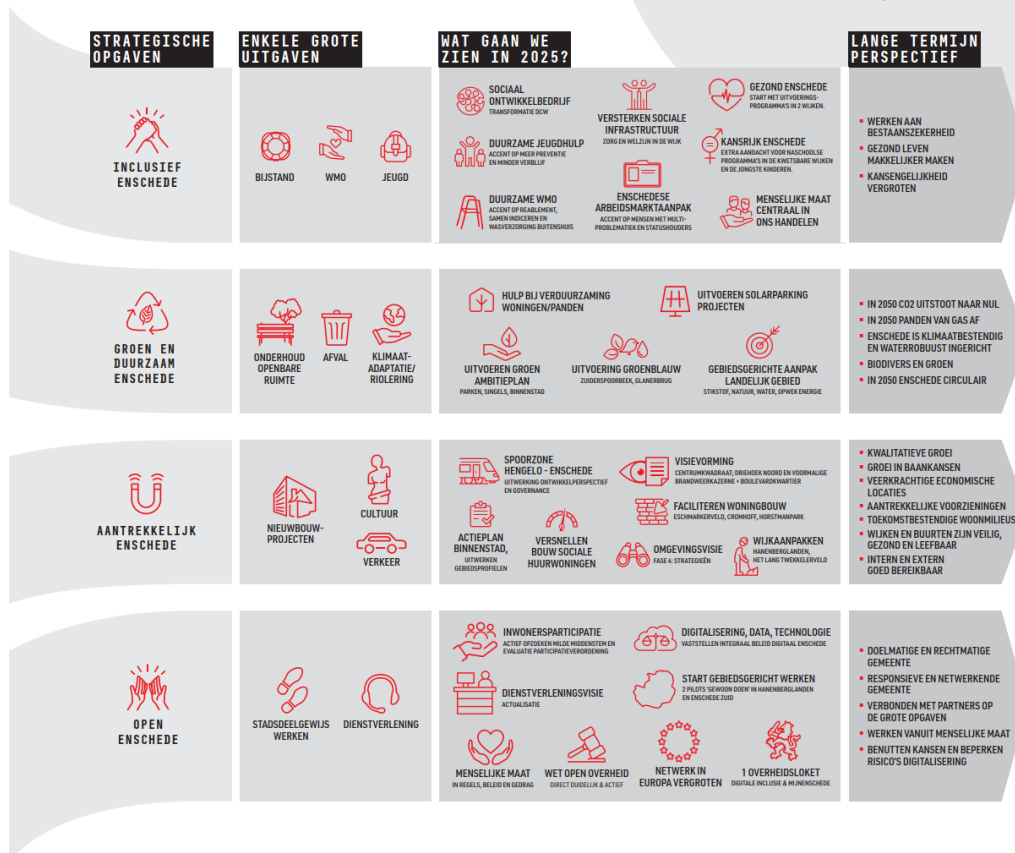 STRATEGISCHE
OPGAVEN
ENKELE GROTE
UITGAVEN
WAT GAAN WE
ZIEN IN 2025?
LANGE TERMIJN
PERSPECTIEF
INCLUSIEF
ENSCHEDE
BIJSTAND
WMO
JEUGD
SOCIAAL
ONTWIKKELBEDRIJF
TRANSFORMATIE DCW
VERSTERKEN SOCIALE
INFRASTRUCTUUR
ZORG EN WELZIJN IN DE WIJK
GEZOND ENSCHEDE
START MET UITVOERINGS-
PROGRAMMA'S IN 2 WIJKEN.
DUURZAME JEUGDHULP
ACCENT OP MEER PREVENTIE
EN MINDER VERBLIJF
KANSRIJK ENSCHEDE
EXTRA AANDACHT VOOR NASCHOOLSE
PROGRAMMA'S IN DE KWETSBARE WIJKEN
EN DE JONGSTE KINDEREN.
DUURZAME WMO
ACCENT OP REABLEMENT,
SAMEN INDICEREN EN
WASVERZORGING BUITENSHUIS
ENSCHEDESE
ARBEIDSMARKTAANPAK
ACCENT OP MENSEN MET MULTI-
PROBLEMATIEK EN STATUSHOUDERS
MENSELIJKE MAAT
CENTRAAL IN
ONS HANDELEN
WERKEN AAN
BESTAANSZEKERHEID
GEZOND LEVEN
MAKKELIJKER MAKEN
KANSENGELIJKHEID
VERGROTEN
GROEN EN
DUURZAAM
ENSCHEDE
ONDERHOUD
OPENBARE
RUIMTE
AFVAL
KLIMAAT-
ADAPTATIE/
RIOLERING
HULP BIJ VERDUURZAMING
WONINGEN/PANDEN
UITVOEREN SOLARPARKING
PROJECTEN
UITVOEREN GROEN
AMBITIEPLAN
PARKEN, SINGELS, BINNENSTAD
UITVOERING GROENBLAUW
ZUIDERSPOORBEEK, GLANERBRUG
GEBIEDSGERICHTE AANPAK
LANDELIJK GEBIED
STIKSTOF, NATUUR, WATER, OPWEK ENERGIE
IN 2050 CO2 UITSTOOT NAAR NUL
IN 2050 PANDEN VAN GAS AF
ENSCHEDE IS KLIMAATBESTENDIG
EN WATERROBUUST INGERICHT
BIODIVERS EN GROEN
IN 2050 ENSCHEDE CIRCULAIR
AANTREKKELIJK
ENSCHEDE
NIEUWBOUW-
PROJECTEN
CULTUUR
VERKEER
SPOORZONE
HENGELO - ENSCHEDE
UITWERKING ONTWIKKELPERSPECTIEF
EN GOVERNANCE
VISIEVORMING
CENTRUMKWADRAAT; DRIEHOEK NOORD EN VOORMALIGE
BRANDWEERKAZERNE + BOULEVARDKWARTIER
FACILITEREN WONINGBOUW
ESCHMARKERVELD, CROMHOFF, HORSTMANPARK
ACTIEPLAN
BINNENSTAD,
UITWERKEN
GEBIEDSPROFIELEN
VERSNELLEN
BOUW SOCIALE
HUURWONINGEN
OMGEVINGSVISIE
FASE 4: STRATEGIEËN
WIJKAANPAKKEN
HANENBERGLANDEN,
HET LANG TWEKKELERVELD
KWALITATIEVE GROEI
GROEI IN BAANKANSEN
VEERKRACHTIGE ECONOMISCHE
LOCATIES
AANTREKKELIJKE VOORZIENINGEN
TOEKOMSTBESTENDIGE WOONMILIEUS
WIJKEN EN BUURTEN ZIJN VEILIG,
GEZOND EN LEEFBAAR
INTERN EN EXTERN
GOED BEREIKBAAR
OPEN
ENSCHEDE
STADSDEELGEWIJS
WERKEN
DIENSTVERLENING
INWONERSPARTICIPATIE
ACTIEF OPZOEKEN MILDE MIDDENSTEM EN
EVALUATIE PARTICIPATIEVERORDENING
DIGITALISERING, DATA, TECHNOLOGIE
VASTSTELLEN INTEGRAAL BELEID DIGITAAL ENSCHEDE
DIENSTVERLENINGSVISIE
ACTUALISATIE
START GEBIEDSGERICHT WERKEN
2 PILOTS 'GEWOON DOEN' IN HANENBERGLANDEN
EN ENSCHEDE ZUID
MENSELIJKE MAAT
IN REGELS, BELEID EN GEDRAG
WET OPEN OVERHEID
DIRECT DUIDELIJK & ACTIEF
NETWERK IN
EUROPA VERGROTEN
1 OVERHEIDSLOKET
DIGITALE INCLUSIE & MIJNENSCHEDE
DOELMATIGE EN RECHTMATIGE
GEMEENTE
RESPONSIEVE EN NETWERKENDE
GEMEENTE
VERBONDEN MET PARTNERS OP
DE GROTE OPGAVEN
WERKEN VANUIT MENSELIJKE MAAT
BENUTTEN KANSEN EN BEPERKEN
RISICO'S DIGITALISERING